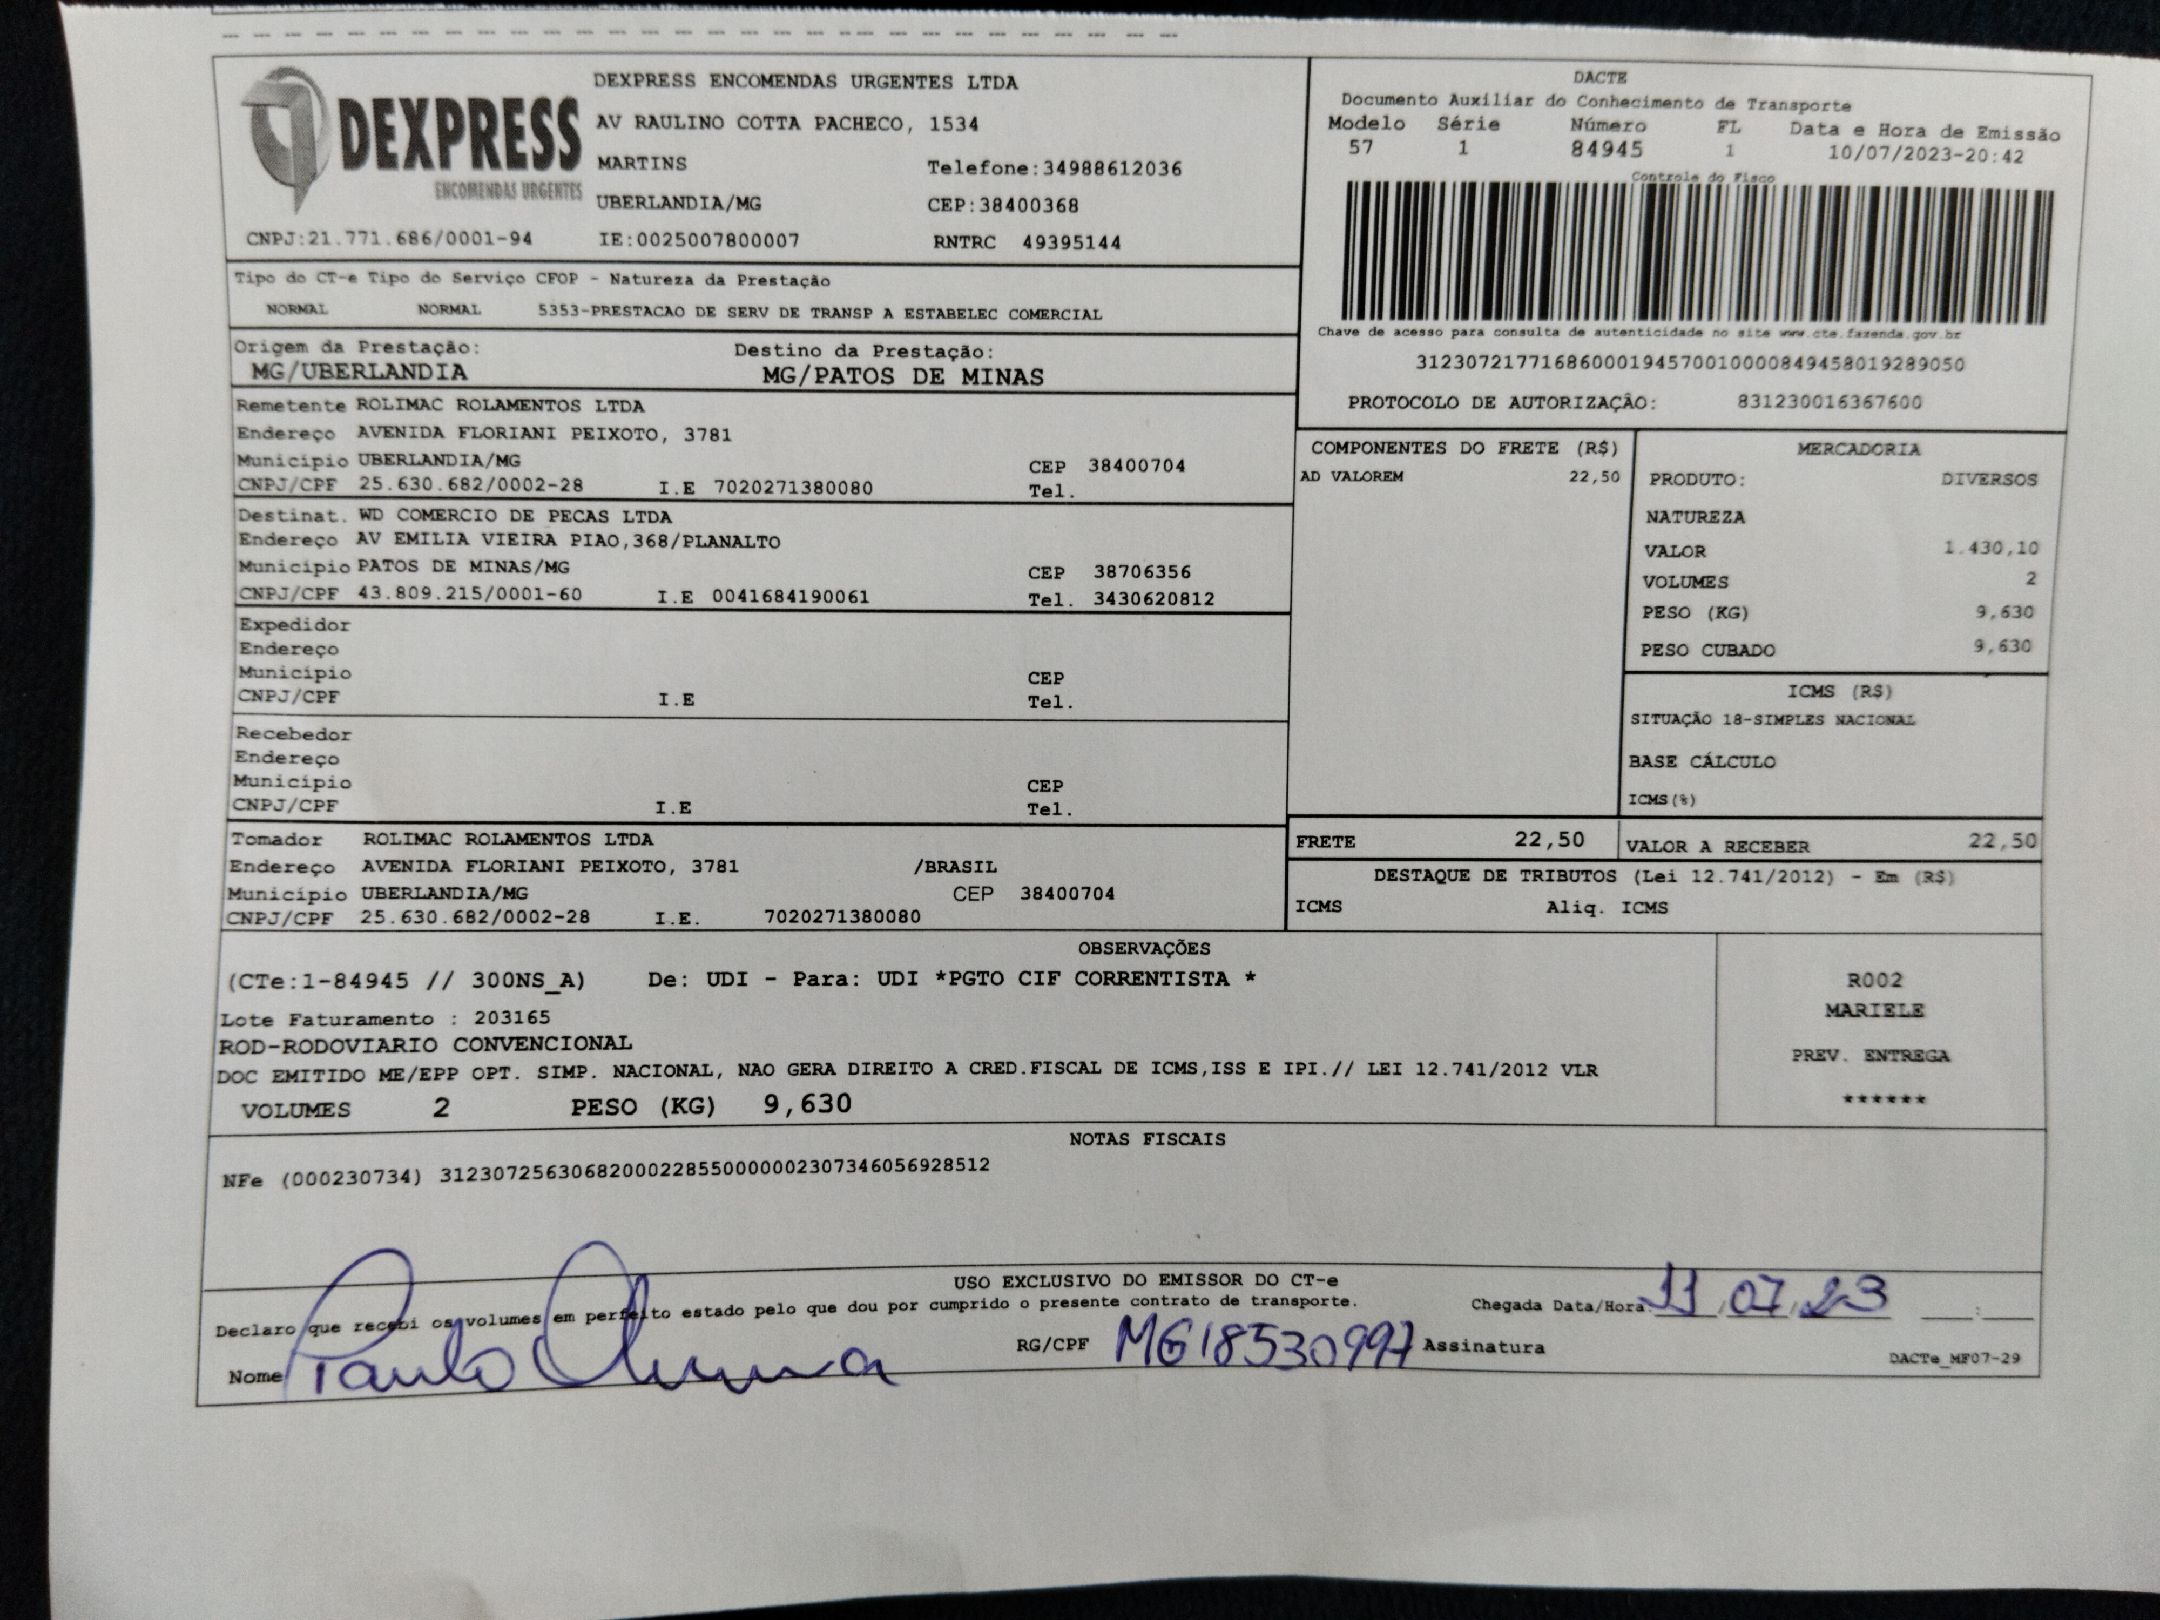 DEXPRESS
ENCOMENDAS URGENTES
DEXPRESS ENCOMENDAS URGENTES LTDA
AV RAULINO COTTA PACHECO, 1534
MARTINS Telefone:34988612036
UBERLANDIA/MG CEP:38400368
CNPJ:21.771.686/0001-94 IE:0025007800007 RNTRC 49395144
DACTE
Documento Auxiliar do Conhecimento de Transporte
Modelo Série Número FL Data e Hora de Emissão
57 1 84945 1 10/07/2023-20:42
Controle do Fisco
Chave de acesso para consulta de autenticidade no site www.cte.fazenda.gov.br
31230721771686000194570010000849458019289050
PROTOCOLO DE AUTORIZAÇÃO: 831230016367600
Tipo do CT-e Tipo do Serviço CFOP - Natureza da Prestação
NORMAL NORMAL 5353-PRESTACAO DE SERV DE TRANSP A ESTABELEC COMERCIAL
Origem da Prestação: Destino da Prestação:
MG/UBERLANDIA MG/PATOS DE MINAS
Remetente ROLIMAC ROLAMENTOS LTDA
Endereço AVENIDA FLORIANI PEIXOTO, 3781
Município UBERLANDIA/MG CEP 38400704
CNPJ/CPF 25.630.682/0002-28 I.E 7020271380080 Tel.
Destinat. WD COMERCIO DE PECAS LTDA
Endereço AV EMILIA VIEIRA PIAO,368/PLANALTO
Município PATOS DE MINAS/MG CEP 38706356
CNPJ/CPF 43.809.215/0001-60 I.E 0041684190061 Tel. 3430620812
Expedidor
Endereço
Município CEP
CNPJ/CPF I.E Tel.
Recebedor
Endereço
Município CEP
CNPJ/CPF I.E Tel.
Tomador ROLIMAC ROLAMENTOS LTDA
Endereço AVENIDA FLORIANI PEIXOTO, 3781 /BRASIL
Município UBERLANDIA/MG CEP 38400704
CNPJ/CPF 25.630.682/0002-28 I.E. 7020271380080
COMPONENTES DO FRETE (R$)
AD VALOREM 22,50
MERCADORIA
PRODUTO: DIVERSOS
NATUREZA
VALOR 1.430,10
VOLUMES 2
PESO (KG) 9,630
PESO CUBADO 9,630
ICMS (R$)
SITUAÇÃO 18-SIMPLES NACIONAL
BASE CÁLCULO
ICMS(%)
FRETE 22,50 VALOR A RECEBER 22,50
DESTAQUE DE TRIBUTOS (Lei 12.741/2012) - Em (R$)
ICMS Aliq. ICMS
OBSERVAÇÕES
(CTe:1-84945 // 300NS_A) De: UDI - Para: UDI *PGTO CIF CORRENTISTA *
Lote Faturamento : 203165
ROD-RODOVIARIO CONVENCIONAL
DOC EMITIDO ME/EPP OPT. SIMP. NACIONAL, NAO GERA DIREITO A CRED.FISCAL DE ICMS,ISS E IPI.// LEI 12.741/2012 VLR
VOLUMES 2 PESO (KG) 9,630
R002
MARIELE
PREV. ENTREGA
******
NOTAS FISCAIS
NFe (000230734) 31230725630682000228550000002307346056928512
USO EXCLUSIVO DO EMISSOR DO CT-e
Declaro que recebi os volumes em perfeito estado pelo que dou por cumprido o presente contrato de transporte. Chegada Data/Hora: 11/07/23 :
Nome Paulo RG/CPF MG18530997 Assinatura
DACTe_MF07-29